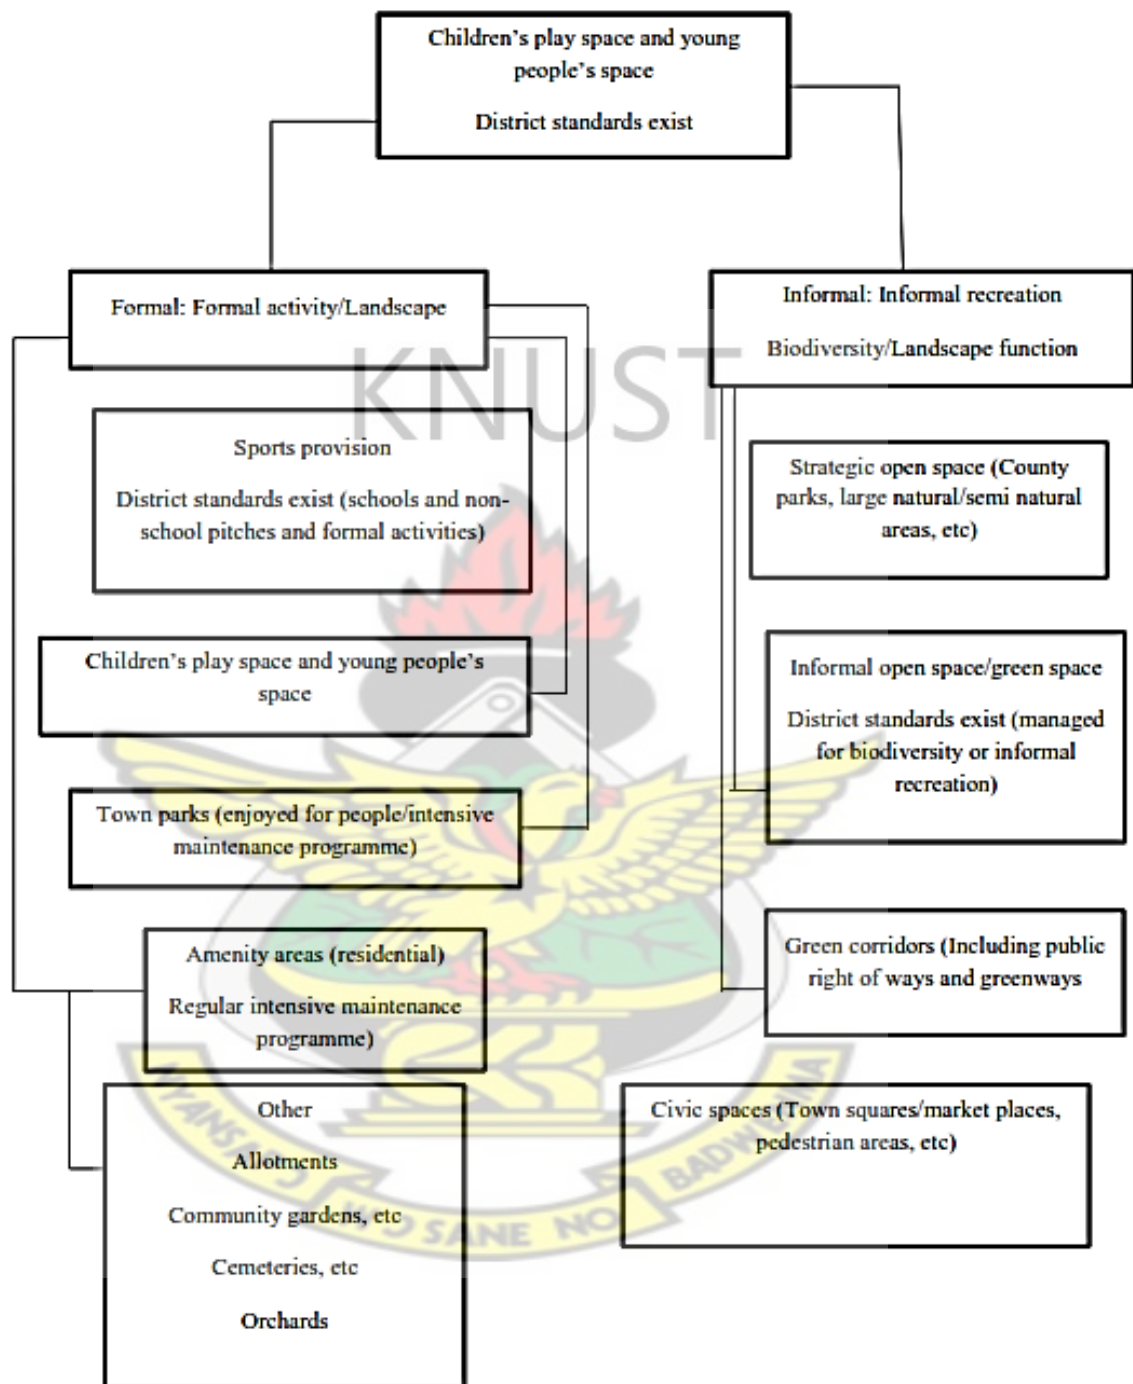 Children’s play space and young
people’s space
District standards exist
Formal: Formal activity/Landscape
Informal: Informal recreation
Biodiversity/Landscape function
KNUST
Sports provision
District standards exist (schools and non-
school pitches and formal activities)
Strategic open space (County
parks, large natural/semi natural
areas, etc)
Children’s play space and young people’s
space
Informal open space/green space
District standards exist (managed
for biodiversity or informal
recreation)
Town parks (enjoyed for people/intensive
maintenance programme)
Amenity areas (residential)
Regular intensive maintenance
programme)
Green corridors (Including public
right of ways and greenways
Other
Allotments
Community gardens, etc
Cemeteries, etc
Orchards
Civic spaces (Town squares/market places,
pedestrian areas, etc)
NYANSAPO WƆ SANE NO BADWENMA